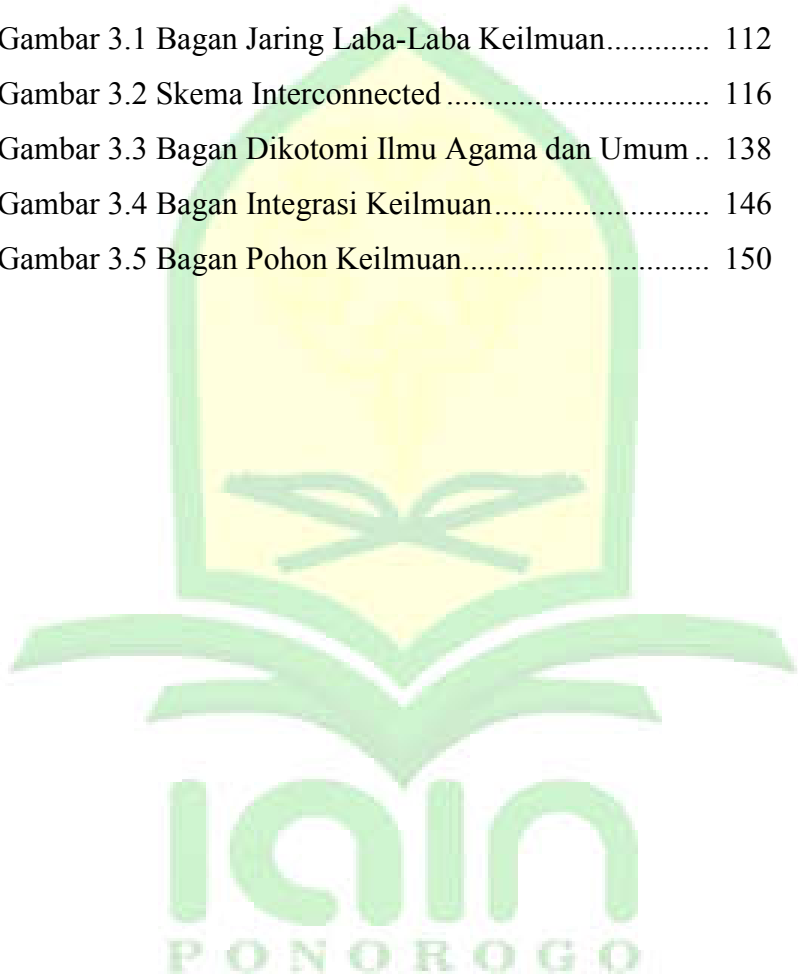 Gambar 3.1 Bagan Jaring Laba-Laba Keilmuan............ 112
Gambar 3.2 Skema Interconnected ................................ 116
Gambar 3.3 Bagan Dikotomi Ilmu Agama dan Umum .. 138
Gambar 3.4 Bagan Integrasi Keilmuan.......................... 146
Gambar 3.5 Bagan Pohon Keilmuan.............................. 150
iain
PONOROGO